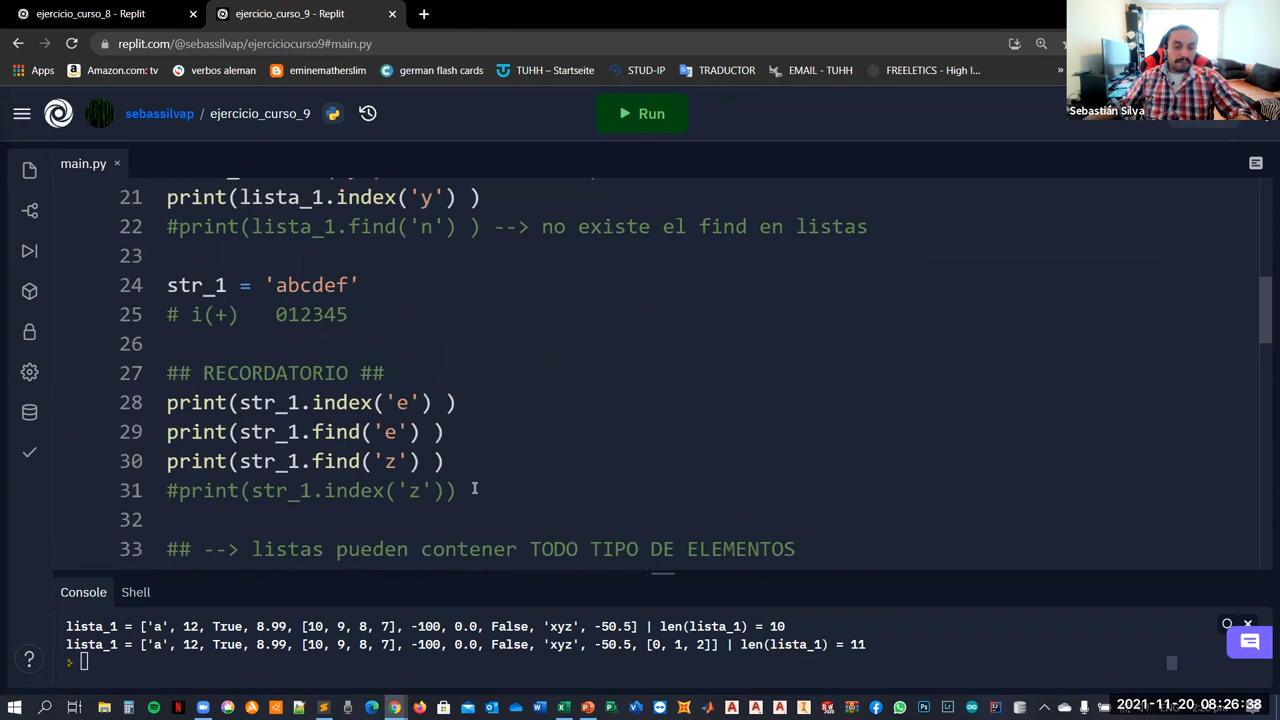 ejercicio_curso_8 - Replit
ejercicio_curso_9 - Replit
replit.com/@sebassilvap/ejerciciocurso9#main.py
Apps
Amazon.com: tv
verbos aleman
eminematherslim
german.about.card
TUHH – Startseite
STUD-IP
TRADUCTOR
EMAIL - TUHH
FREELETICS - High I...
»
Sebastián Silva
sebassilvap / ejercicio_curso_9
Run
main.py
21 print(lista_1.index('y') )
22 #print(lista_1.find('n') ) --> no existe el find en listas
23
24 str_1 = 'abcdef'
25 # i(+) 012345
26
27 ## RECORDATORIO ##
28 print(str_1.index('e') )
29 print(str_1.find('e') )
30 print(str_1.find('z') )
31 #print(str_1.index('z'))
32
33 ## --> listas pueden contener TODO TIPO DE ELEMENTOS
Console Shell
lista_1 = ['a', 12, True, 8.99, [10, 9, 8, 7], -100, 0.0, False, 'xyz', -50.5] | len(lista_1) = 10
lista_1 = ['a', 12, True, 8.99, [10, 9, 8, 7], -100, 0.0, False, 'xyz', -50.5, [0, 1, 2]] | len(lista_1) = 11
2021-11-20 08:26:38